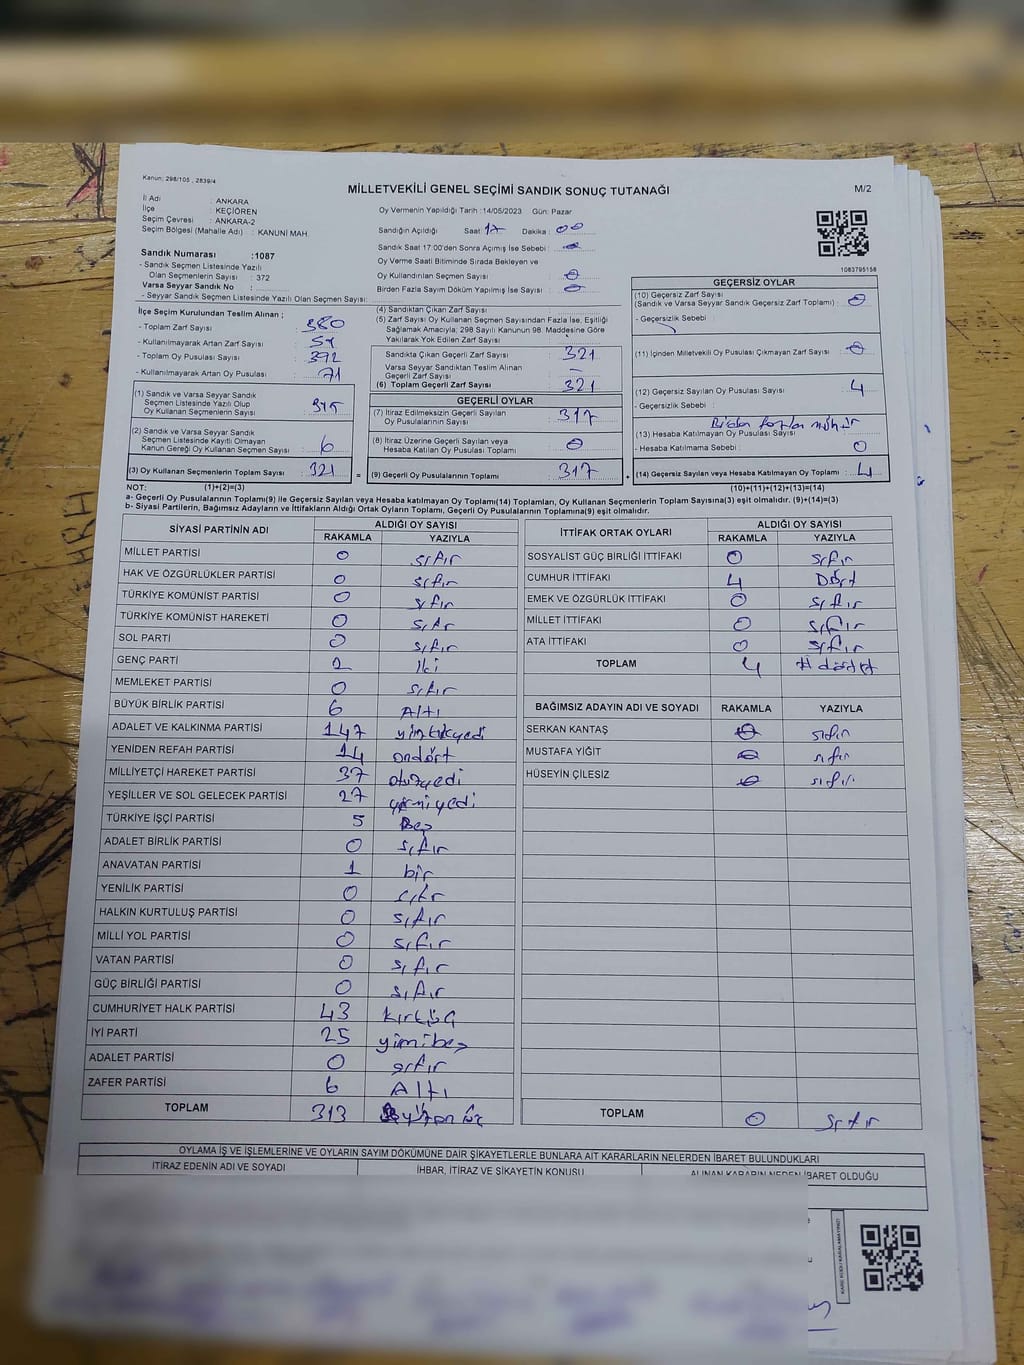 Kanun: 298/105 , 2839/4
MİLLETVEKİLİ GENEL SEÇİMİ SANDIK SONUÇ TUTANAĞI
M/2
İl Adı : ANKARA
İlçe : KEÇİÖREN
Seçim Çevresi : ANKARA-2
Seçim Bölgesi (Mahalle Adı) : KANUNİ MAH.
Oy Vermenin Yapıldığı Tarih :14/05/2023 Gün: Pazar
Sandığın Açıldığı Saat 17 Dakika : 00
Sandık Saat 17:00'den Sonra Açımış İse Sebebi :
Oy Verme Saati Bitiminde Sırada Bekleyen ve
Oy Kullandırılan Seçmen Sayısı : 0
Birden Fazla Sayım Döküm Yapılmış İse Sayısı : 0
1083795158
Sandık Numarası :1087
- Sandık Seçmen Listesinde Yazılı
Olan Seçmenlerin Sayısı : 372
Varsa Seyyar Sandık No :
- Seyyar Sandık Seçmen Listesinde Yazılı Olan Seçmen Sayısı:
İlçe Seçim Kurulundan Teslim Alınan ;
- Toplam Zarf Sayısı : 380
- Kullanılmayarak Artan Zarf Sayısı :
- Toplam Oy Pusulası Sayısı : 392
- Kullanılmayarak Artan Oy Pusulası : 71
(1) Sandık ve Varsa Seyyar Sandık
Seçmen Listesinde Yazılı Olup
Oy Kullanan Seçmenlerin Sayısı : 315
(2) Sandık ve Varsa Seyyar Sandık
Seçmen Listesinde Kayıtlı Olmayan
Kanun Gereği Oy Kullanan Seçmen Sayısı : 6
(3) Oy Kullanan Seçmenlerin Toplam Sayısı : 321
(4) Sandıktan Çıkan Zarf Sayısı :
(5) Zarf Sayısı Oy Kullanan Seçmen Sayısından Fazla İse, Eşitliği
Sağlamak Amacıyla; 298 Sayılı Kanunun 98. Maddesine Göre
Yakılarak Yok Edilen Zarf Sayısı :
Sandıkta Çıkan Geçerli Zarf Sayısı : 321
Varsa Seyyar Sandıktan Teslim Alınan
Geçerli Zarf Sayısı : -
(6) Toplam Geçerli Zarf Sayısı : 321
GEÇERLİ OYLAR
(7) İtiraz Edilmeksizin Geçerli Sayılan
Oy Pusulalarının Sayısı : 317
(8) İtiraz Üzerine Geçerli Sayılan veya
Hesaba Katılan Oy Pusulası Sayısı : 0
(9) Geçerli Oy Pusulalarının Toplamı : 317
GEÇERSİZ OYLAR
(10) Geçersiz Zarf Sayısı
(Sandık ve Varsa Seyyar Sandık Geçersiz Zarf Toplamı) : 0
- Geçersizlik Sebebi :
(11) İçinden Milletvekili Oy Pusulası Çıkmayan Zarf Sayısı : 0
(12) Geçersiz Sayılan Oy Pusulası Sayısı : 4
- Geçersizlik Sebebi : Birden fazla mühür
(13) Hesaba Katılmayan Oy Pusulası Sayısı
- Hesaba Katılmama Sebebi : 0
(14) Geçersiz Sayılan veya Hesaba Katılmayan Oy Toplamı : 4
NOT: (1)+(2)=(3) (10)+(11)+(12)+(13)=(14)
a- Geçerli Oy Pusulalarının Toplamı(9) ile Geçersiz Sayılan veya Hesaba katılmayan Oy Toplamı(14) Toplamları, Oy Kullanan Seçmenlerin Toplam Sayısına(3) eşit olmalıdır. (9)+(14)=(3)
b- Siyasi Partilerin, Bağımsız Adayların ve İttifakların Aldığı Ortak Oyların Toplamı, Geçerli Oy Pusulalarının Toplamına(9) eşit olmalıdır.
SİYASİ PARTİNİN ADI ALDIĞI OY SAYISI
RAKAMLA YAZIYLA
MİLLET PARTİSİ 0 sıfır
HAK VE ÖZGÜRLÜKLER PARTİSİ 0 sıfır
TÜRKİYE KOMÜNİST PARTİSİ 0 sıfır
TÜRKİYE KOMÜNİST HAREKETİ 0 sıfır
SOL PARTİ 0 sıfır
GENÇ PARTİ 2 iki
MEMLEKET PARTİSİ 0 sıfır
BÜYÜK BİRLİK PARTİSİ 6 Altı
ADALET VE KALKINMA PARTİSİ 147
YENİDEN REFAH PARTİSİ 14 ondört
MİLLİYETÇİ HAREKET PARTİSİ 37 otuzyedi
YEŞİLLER VE SOL GELECEK PARTİSİ 27 yirmiyedi
TÜRKİYE İŞÇİ PARTİSİ 5 Beş
ADALET BİRLİK PARTİSİ 0 sıfır
ANAVATAN PARTİSİ 1 bir
YENİLİK PARTİSİ 0 sıfır
HALKIN KURTULUŞ PARTİSİ 0 sıfır
MİLLİ YOL PARTİSİ 0 sıfır
VATAN PARTİSİ 0 sıfır
GÜÇ BİRLİĞİ PARTİSİ 0 sıfır
CUMHURİYET HALK PARTİSİ 43 kırküç
İYİ PARTİ 25 yimibeş
ADALET PARTİSİ 0 sıfır
ZAFER PARTİSİ 6 Altı
TOPLAM 313
İTTİFAK ORTAK OYLARI ALDIĞI OY SAYISI
RAKAMLA YAZIYLA
SOSYALİST GÜÇ BİRLİĞİ İTTİFAKI 0 sıfır
CUMHUR İTTİFAKI 4 Dört
EMEK VE ÖZGÜRLÜK İTTİFAKI 0 sıfır
MİLLET İTTİFAKI 0 sıfır
ATA İTTİFAKI 0 sıfır
TOPLAM 4 dört
BAĞIMSIZ ADAYIN ADI VE SOYADI RAKAMLA YAZIYLA
SERKAN KANTAŞ 0 sıfır
MUSTAFA YİĞİT 0 sıfır
HÜSEYİN ÇİLESİZ 0 sıfır
TOPLAM 0 sıfır
OYLAMA İŞ VE İŞLEMLERİNE VE OYLARIN SAYIM DÖKÜMÜNE DAİR ŞİKAYETLERLE BUNLARA AİT KARARLARIN NELERDEN İBARET BULUNDUKLARI
İTİRAZ EDENİN ADI VE SOYADI İHBAR, İTİRAZ VE ŞİKAYETİN KONUSU ALINAN KARARIN NEDEN İBARET OLDUĞU